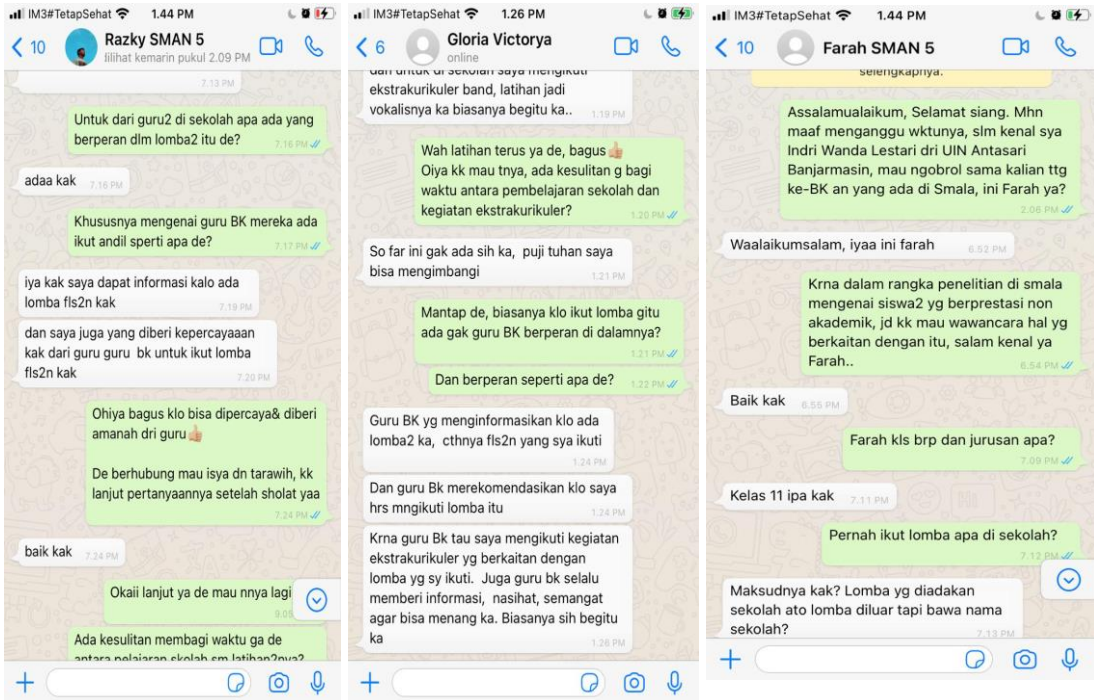 IM3#TetapSehat 1.44 PM
10 Razky SMAN 5
filihat kemarin pukul 2.09 PM
7.13 PM
Untuk dari guru2 di sekolah apa ada yang
berperan dlm lomba2 itu de? 7.16 PM
adaa kak 7.16 PM
Khususnya mengenai guru BK mereka ada
ikut andil sperti apa de? 7.17 PM
iya kak saya dapat informasi kalo ada
lomba fls2n kak 7.19 PM
dan saya juga yang diberi kepercayaaan
kak dari guru guru bk untuk ikut lomba
fls2n kak 7.20 PM
Ohiya bagus klo bisa dipercaya& diberi
amanah dri guru👍🏼
De berhubung mau isya dn tarawih, kk
lanjut pertanyaannya setelah sholat yaa
7.24 PM
baik kak 7.24 PM
Okaii lanjut ya de mau nnya lagi
9.05
Ada kesulitan membagi waktu ga de
antara pelajaran skolah sm latihan2nya?
IM3#TetapSehat 1.26 PM
6 Gloria Victorya
online
dan untuk di sekolah saya mengikuti
ekstrakurikuler band, latihan jadi
vokalisnya ka biasanya begitu ka.. 1.19 PM
Wah latihan terus ya de, bagus👍🏼
Oiya kk mau tnya, ada kesulitan g bagi
waktu antara pembelajaran sekolah dan
kegiatan ekstrakurikuler? 1.20 PM
So far ini gak ada sih ka, puji tuhan saya
bisa mengimbangi 1.21 PM
Mantap de, biasanya klo ikut lomba gitu
ada gak guru BK berperan di dalamnya?
1.21 PM
Dan berperan seperti apa de? 1.22 PM
Guru BK yg menginformasikan klo ada
lomba2 ka, cthnya fls2n yang sya ikuti
1.24 PM
Dan guru Bk merekomendasikan klo saya
hrs mngikuti lomba itu 1.24 PM
Krna guru Bk tau saya mengikuti kegiatan
ekstrakurikuler yg berkaitan dengan
lomba yg sy ikuti. Juga guru bk selalu
memberi informasi, nasihat, semangat
agar bisa menang ka. Biasanya sih begitu
ka 1.26 PM
IM3#TetapSehat 1.44 PM
10 Farah SMAN 5
selengkapnya.
Assalamualaikum, Selamat siang. Mhn
maaf menganggu wktunya, slm kenal sya
Indri Wanda Lestari dri UIN Antasari
Banjarmasin, mau ngobrol sama kalian ttg
ke-BK an yang ada di Smala, ini Farah ya?
2.06 PM
Waalaikumsalam, iyaa ini farah 6.52 PM
Krna dalam rangka penelitian di smala
mengenai siswa2 yg berprestasi non
akademik, jd kk mau wawancara hal yg
berkaitan dengan itu, salam kenal ya
Farah.. 6.54 PM
Baik kak 6.55 PM
Farah kls brp dan jurusan apa?
7.09 PM
Kelas 11 ipa kak 7.11 PM
Pernah ikut lomba apa di sekolah?
7.12 PM
Maksudnya kak? Lomba yg diadakan
sekolah ato lomba diluar tapi bawa nama
sekolah? 7.13 PM